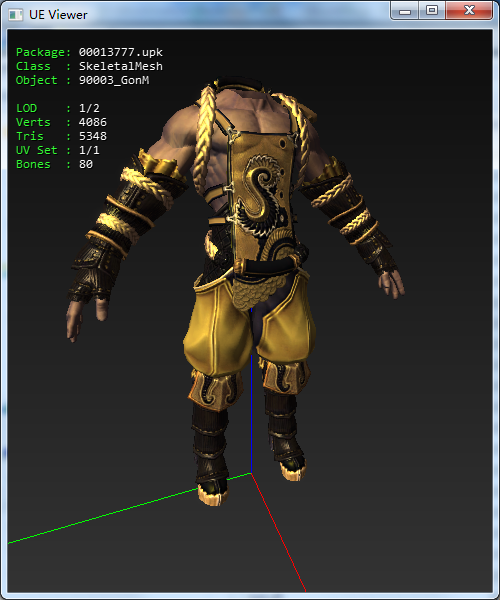 UE Viewer
Package: 00013777.upk
Class : SkeletalMesh
Object : 90003_GonM
LOD : 1/2
Verts : 4086
Tris : 5348
UV Set : 1/1
Bones : 80